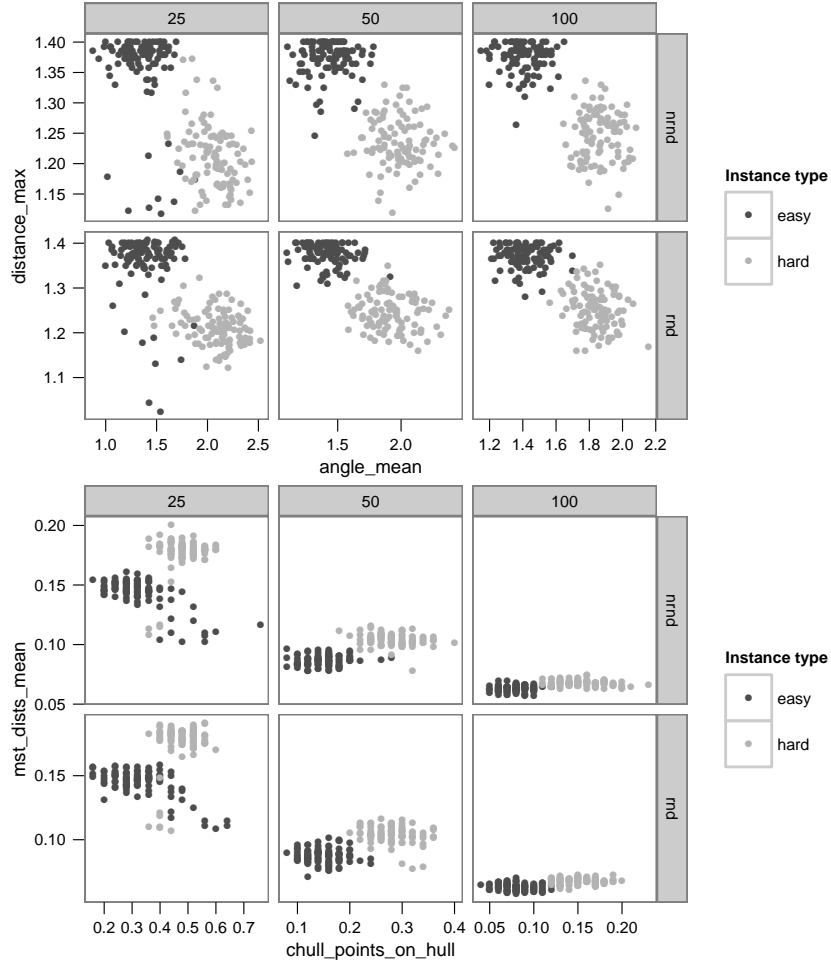 25 50 100
distance_max
1.40
1.35
1.30
1.25
1.20
1.15
nrnd
1.4
1.3
1.2
1.1
rnd
1.0 1.5 2.0 2.5 1.5 2.0 1.2 1.4 1.6 1.8 2.0 2.2
angle_mean
Instance type
easy
hard
25 50 100
mst_dists_mean
0.20
0.15
0.10
0.05
nrnd
0.15
0.10
rnd
0.2 0.3 0.4 0.5 0.6 0.7 0.1 0.2 0.3 0.4 0.05 0.10 0.15 0.20
chull_points_on_hull
Instance type
easy
hard